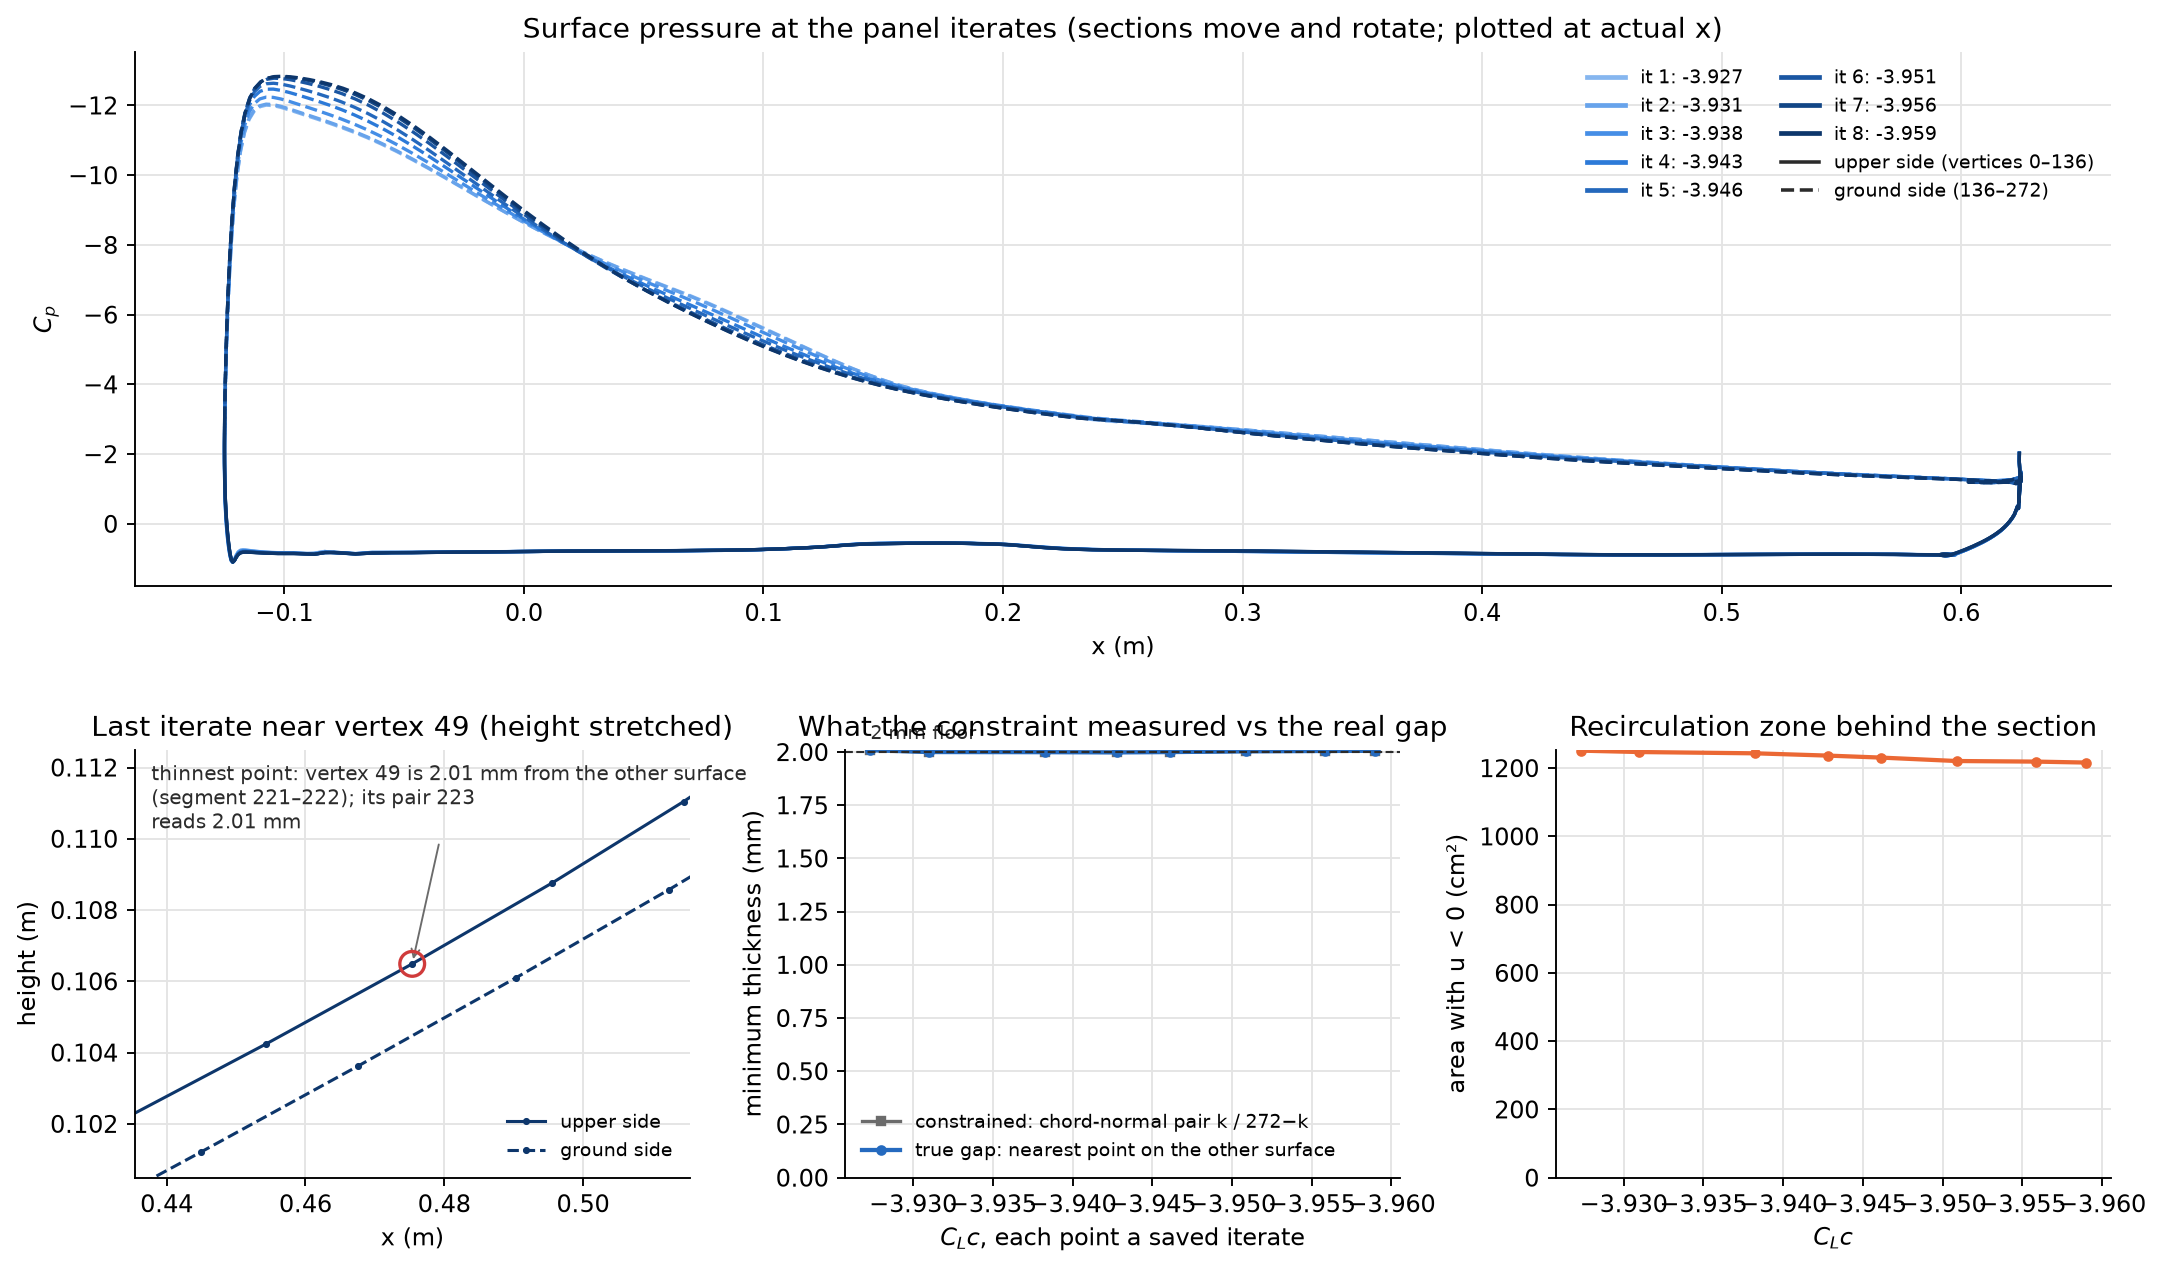 Surface pressure at the panel iterates (sections move and rotate; plotted at actual x)
it 1: -3.927
it 2: -3.931
it 3: -3.938
it 4: -3.943
it 5: -3.946
it 6: -3.951
it 7: -3.956
it 8: -3.959
upper side (vertices 0–136)
ground side (136–272)
−12
−10
−8
−6
−4
−2
0
Cp
−0.1 0.0 0.1 0.2 0.3 0.4 0.5 0.6
x (m)
Last iterate near vertex 49 (height stretched)
thinnest point: vertex 49 is 2.01 mm from the other surface
(segment 221–222); its pair 223
reads 2.01 mm
0.112
0.110
0.108
0.106
0.104
0.102
height (m)
upper side
ground side
0.44 0.46 0.48 0.50
x (m)
What the constraint measured vs the real gap
2 mm floor
2.00
1.75
1.50
1.25
1.00
0.75
0.50
0.25
0.00
minimum thickness (mm)
constrained: chord-normal pair k / 272−k
true gap: nearest point on the other surface
−3.930 −3.935 −3.940 −3.945 −3.950 −3.955 −3.960
CLc, each point a saved iterate
Recirculation zone behind the section
1200
1000
800
600
400
200
0
area with u < 0 (cm²)
−3.930 −3.935 −3.940 −3.945 −3.950 −3.955 −3.960
CLc